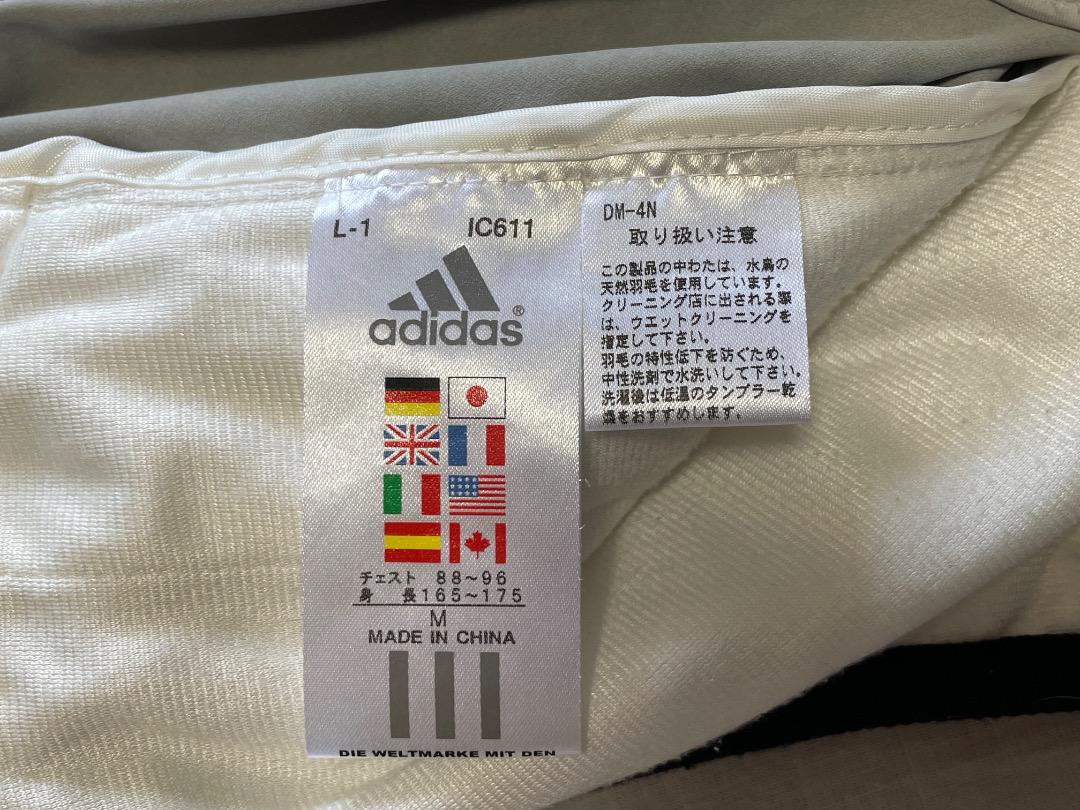 L-1 IC611
adidas®
チェスト 88～96
身 長165～175
M
MADE IN CHINA
DIE WELTMARKE MIT DEN
DM-4N
取り扱い注意
この製品の中わたは、水鳥の
天然羽毛を使用しています。
クリーニング店に出される際
は、ウエットクリーニングを
指定して下さい。
羽毛の特性低下を防ぐため、
中性洗剤で水洗いして下さい。
洗濯後は低温のタンブラー乾
燥をおすすめします。